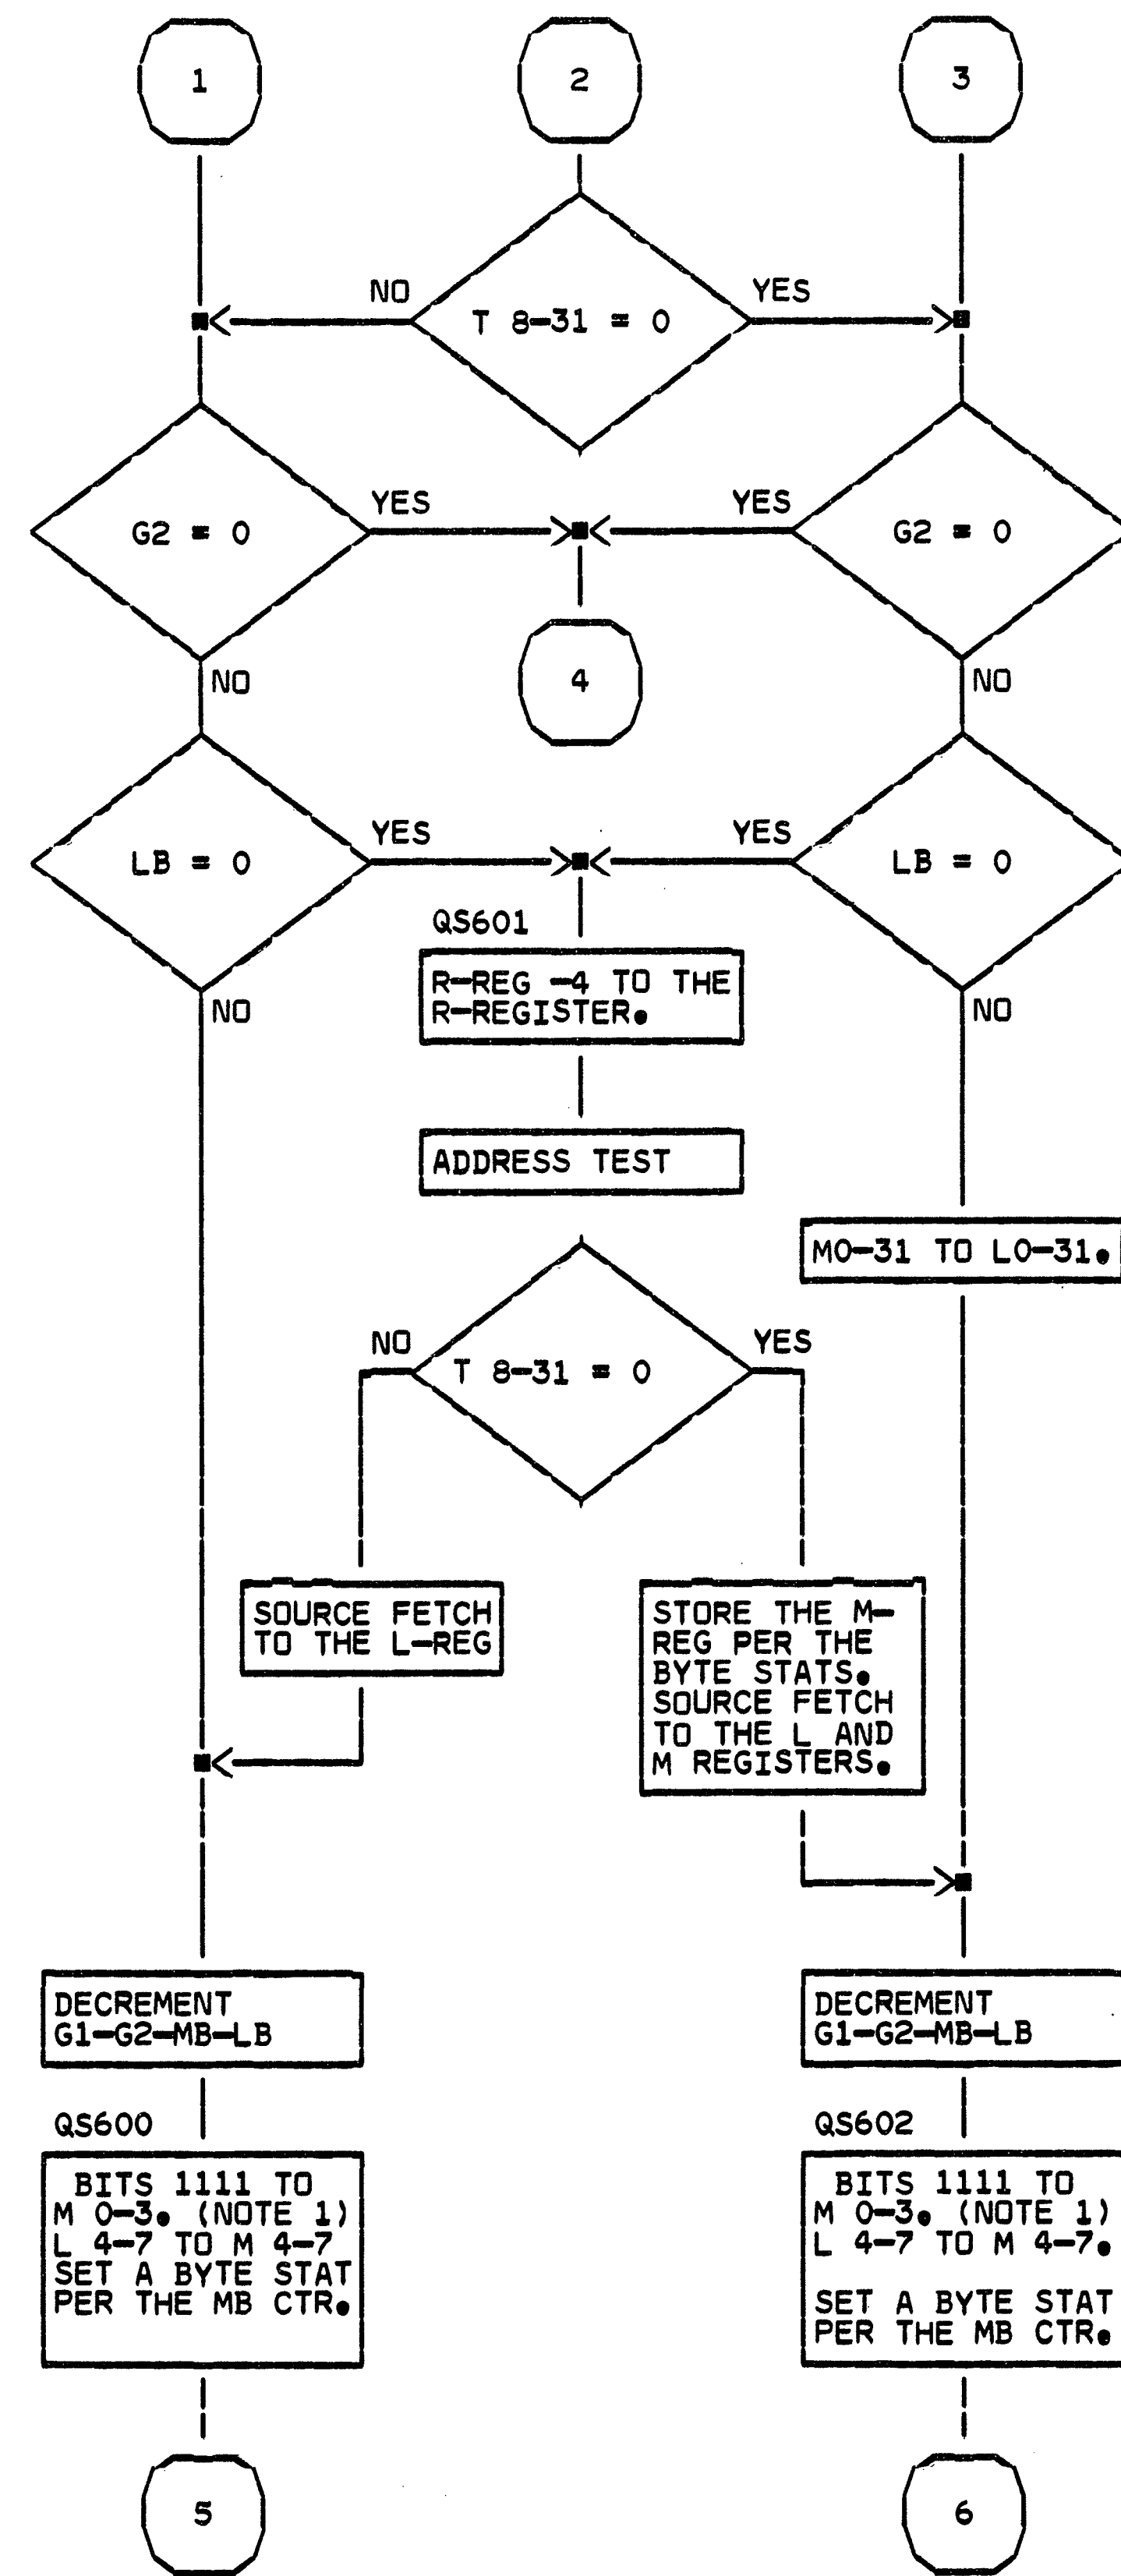 1
2
3
NO
YES
T 8-31 = 0
G2 = 0
YES
YES
G2 = 0
NO
4
NO
LB = 0
YES
YES
LB = 0
NO
QS601
R-REG -4 TO THE
R-REGISTER.
NO
ADDRESS TEST
M0-31 TO L0-31.
NO
YES
T 8-31 = 0
SOURCE FETCH
TO THE L-REG
STORE THE M-
REG PER THE
BYTE STATS.
SOURCE FETCH
TO THE L AND
M REGISTERS.
DECREMENT
G1-G2-MB-LB
DECREMENT
G1-G2-MB-LB
QS600
BITS 1111 TO
M 0-3. (NOTE 1)
L 4-7 TO M 4-7
SET A BYTE STAT
PER THE MB CTR.
QS602
BITS 1111 TO
M 0-3. (NOTE 1)
L 4-7 TO M 4-7.
SET A BYTE STAT
PER THE MB CTR.
5
6